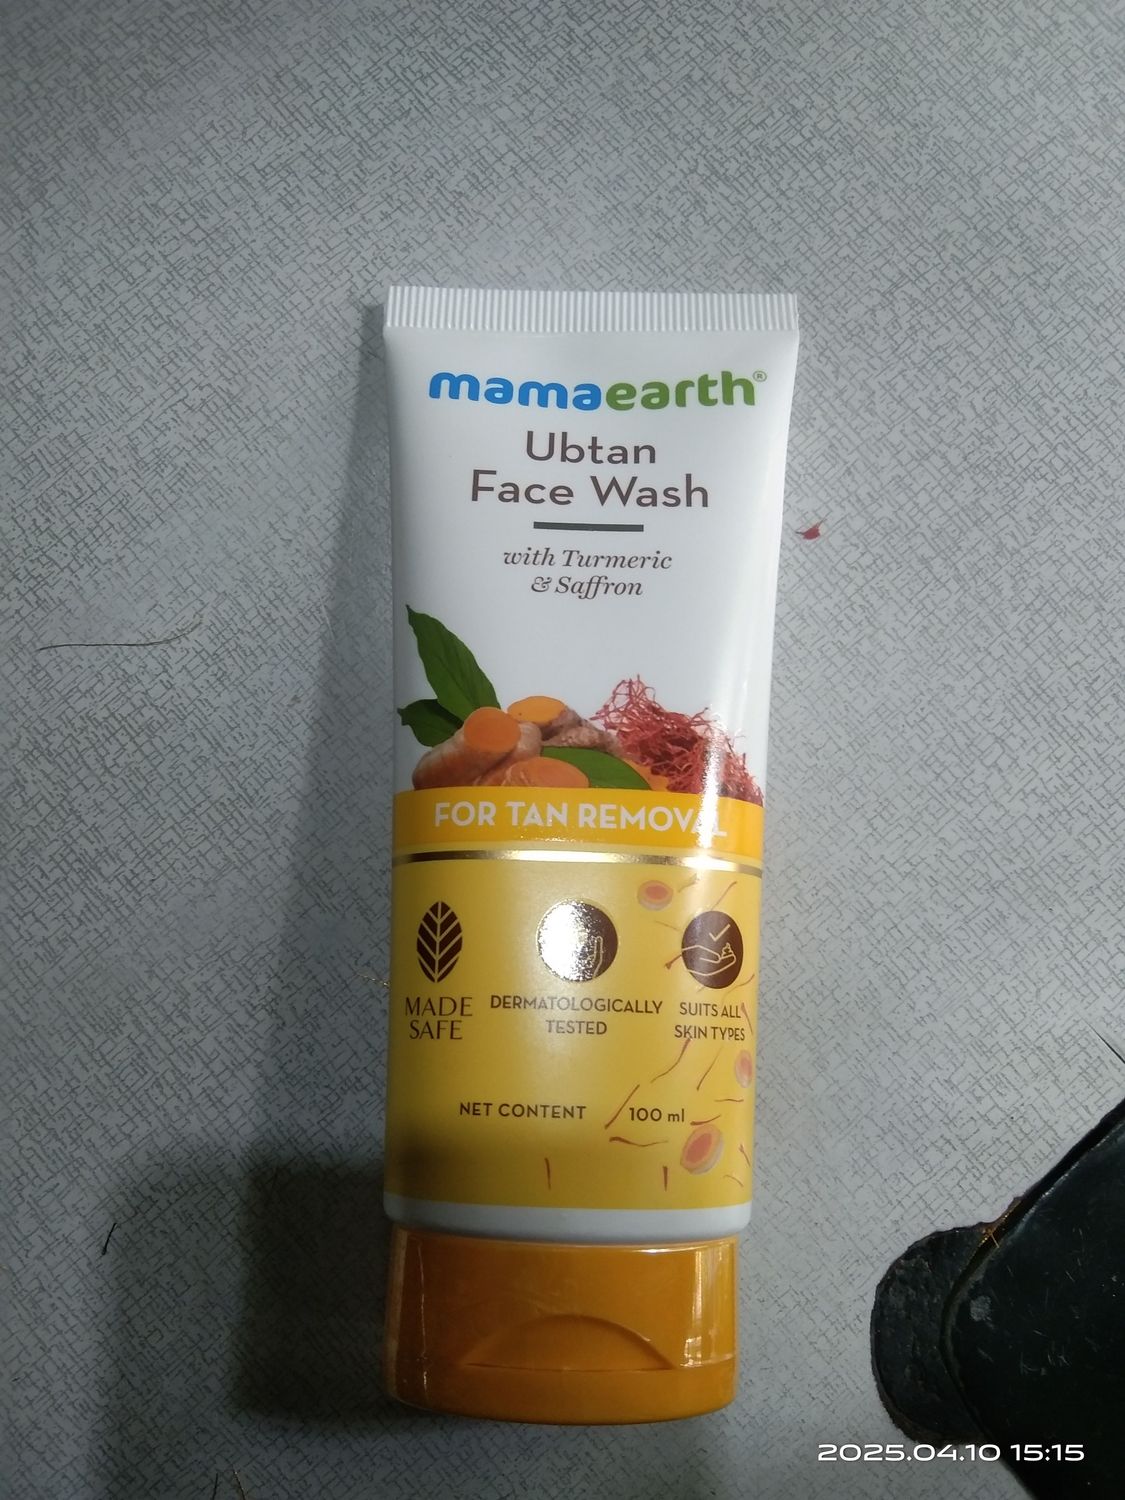 mamaearth®
Ubtan
Face Wash
with Turmeric
& Saffron
FOR TAN REMOVAL
MADE
SAFE
DERMATOLOGICALLY
TESTED
SUITS ALL
SKIN TYPES
NET CONTENT 100 ml
2025.04.10 15:15